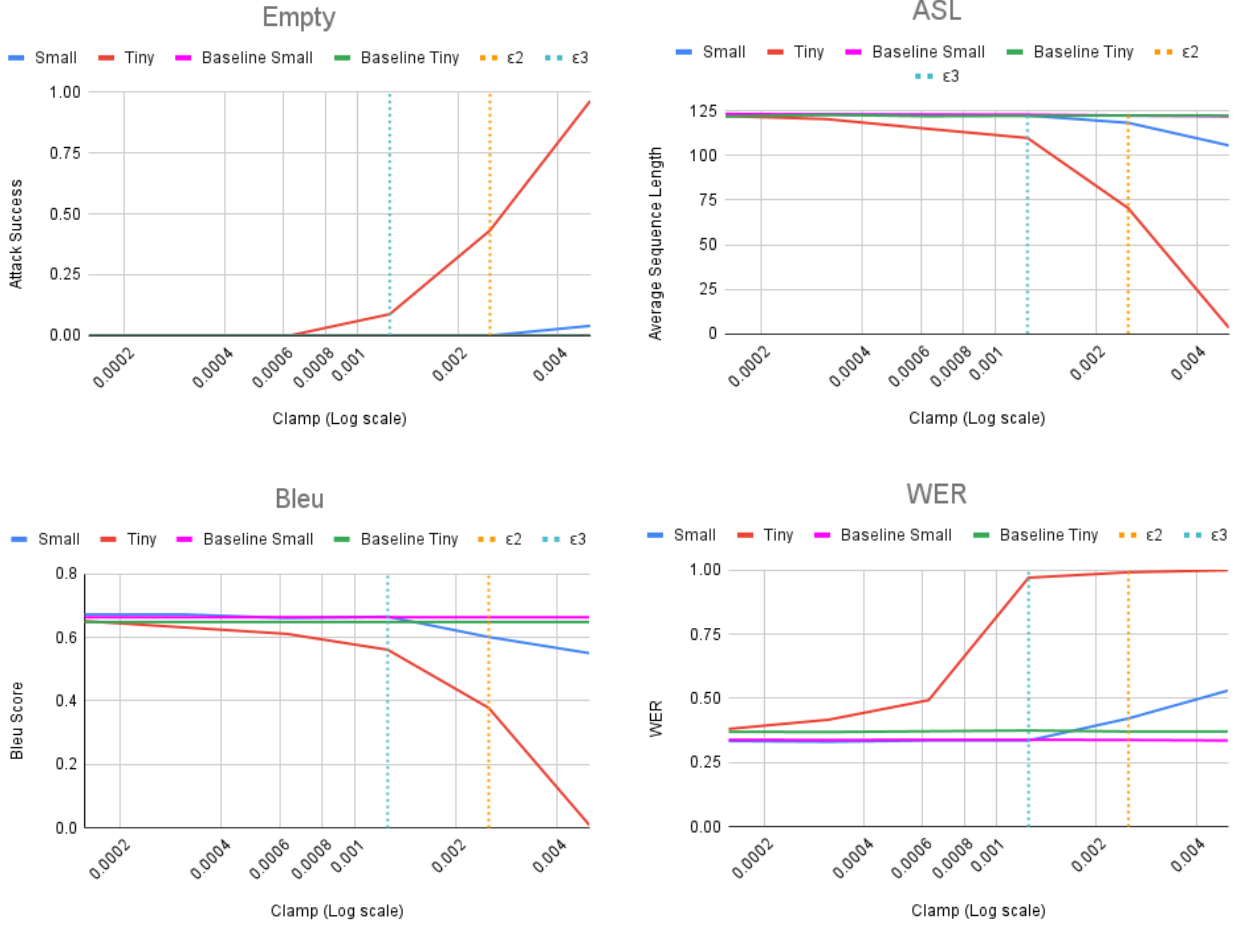 Empty
Small Tiny Baseline Small Baseline Tiny ε2 ε3
Attack Success
1.00
0.75
0.50
0.25
0.00
0.0002 0.0004 0.0006 0.0008 0.001 0.002 0.004
Clamp (Log scale)
ASL
Small Tiny Baseline Small Baseline Tiny ε2
ε3
Average Sequence Length
125
100
75
50
25
0
0.0002 0.0004 0.0006 0.0008 0.001 0.002 0.004
Clamp (Log scale)
Bleu
Small Tiny Baseline Small Baseline Tiny ε2 ε3
Bleu Score
0.8
0.6
0.4
0.2
0.0
0.0002 0.0004 0.0006 0.0008 0.001 0.002 0.004
Clamp (Log scale)
WER
Small Tiny Baseline Small Baseline Tiny ε2 ε3
WER
1.00
0.75
0.50
0.25
0.00
0.0002 0.0004 0.0006 0.0008 0.001 0.002 0.004
Clamp (Log scale)